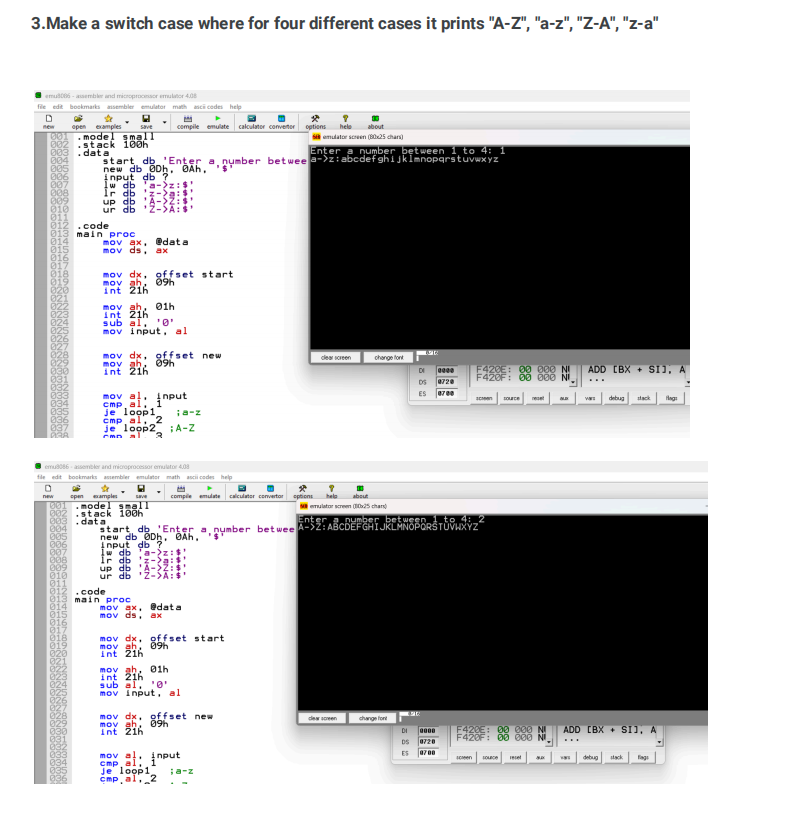 3.Make a switch case where for four different cases it prints "A-Z", "a-z", "Z-A", "z-a"
emu8086 - assembler and microprocessor emulator 4.08
file edit bookmarks assembler emulator math ascii codes help
new open examples save compile emulate calculator convertor options help about
001 .model small
002 .stack 100h
003 .data
004 start db 'Enter a number betwee
005 new db 0Dh, 0Ah, '$'
006 input db ?
007 lw db 'a->z:$'
008 lr db 'z->a:$'
009 up db 'A->Z:$'
010 ur db 'Z->A:$'
011
012 .code
013 main proc
014 mov ax, @data
015 mov ds, ax
016
017
018 mov dx, offset start
019 mov ah, 09h
020 int 21h
021
022 mov ah, 01h
023 int 21h
024 sub al, '0'
025 mov input, al
026
027
028 mov dx, offset new
029 mov ah, 09h
030 int 21h
031
032
033 mov al, input
034 cmp al, 1
035 je loop1 ;a-z
036 cmp al, 2
037 je loop2 ;A-Z
038 cmp al 3
emulator screen (80x25 chars)
Enter a number between 1 to 4: 1
a->z:abcdefghijklmnopqrstuvwxyz
clear screen change font 0/16
DI 0000
DS 0720
ES 0700
F420E: 00 000 NU
F420F: 00 000 NU
ADD [BX + SI], A
...
screen source reset aux vars debug stack flags
emu8086 - assembler and microprocessor emulator 4.08
file edit bookmarks assembler emulator math ascii codes help
new open examples save compile emulate calculator convertor options help about
001 .model small
002 .stack 100h
003 .data
004 start db 'Enter a number betwee
005 new db 0Dh, 0Ah, '$'
006 input db ?
007 lw db 'a->z:$'
008 lr db 'z->a:$'
009 up db 'A->Z:$'
010 ur db 'Z->A:$'
011
012 .code
013 main proc
014 mov ax, @data
015 mov ds, ax
016
017
018 mov dx, offset start
019 mov ah, 09h
020 int 21h
021
022 mov ah, 01h
023 int 21h
024 sub al, '0'
025 mov input, al
026
027
028 mov dx, offset new
029 mov ah, 09h
030 int 21h
031
032
033 mov al, input
034 cmp al, 1
035 je loop1 ;a-z
036 cmp al, 2
emulator screen (80x25 chars)
Enter a number between 1 to 4: 2
A->Z:ABCDEFGHIJKLMNOPQRSTUVWXYZ
clear screen change font 0/16
DI 0000
DS 0720
ES 0700
F420E: 00 000 NU
F420F: 00 000 NU
ADD [BX + SI], A
...
screen source reset aux vars debug stack flags